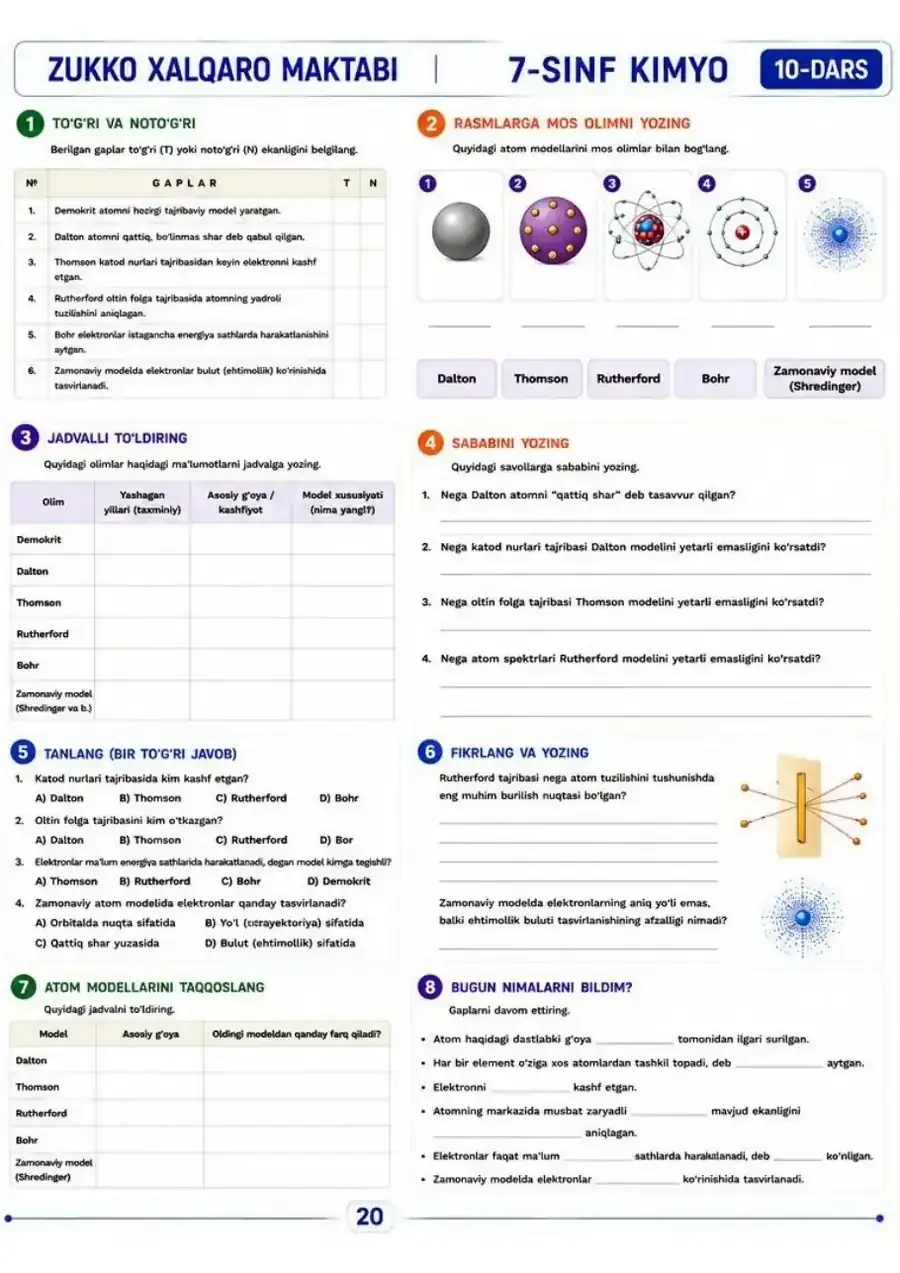 ZUKKO XALQARO MAKTABI | 7-SINF KIMYO 10-DARS
1 TO'G'RI VA NOTO'G'RI
Berilgan gaplar to'g'ri (T) yoki noto'g'ri (N) ekanligini belgilang.
№ GAPLAR T N
1. Demokrit atomni hozirgi tajribaviy model yaratgan.
2. Dalton atomni qattiq, bo'linmas shar deb qabul qilgan.
3. Thomson katod nurlari tajribasidan keyin elektronni kashf
etgan.
4. Rutherford oltin folga tajribasida atomning yadroli
tuzilishini aniqlagan.
5. Bohr elektronlar istagancha energiya sathlarda harakatlanishini
aytgan.
6. Zamonaviy modelda elektronlar bulut (ehtimollik) ko'rinishida
tasvirlanadi.
2 RASMLARGA MOS OLIMNI YOZING
Quyidagi atom modellarini mos olimlar bilan bog'lang.
1 2 3 4 5
+
Dalton Thomson Rutherford Bohr Zamonaviy model
(Shredinger)
3 JADVALLI TO'LDIRING
Quyidagi olimlar haqidagi ma'lumotlarni jadvalga yozing.
Olim Yashagan Asosiy g'oya / Model xususiyati
yillari (taxminiy) kashfiyot (nima yangi?)
Demokrit
Dalton
Thomson
Rutherford
Bohr
Zamonaviy model
(Shredinger va b.)
4 SABABINI YOZING
Quyidagi savollarga sababini yozing.
1. Nega Dalton atomni "qattiq shar" deb tasavvur qilgan?
2. Nega katod nurlari tajribasi Dalton modelini yetarli emasligini ko'rsatdi?
3. Nega oltin folga tajribasi Thomson modelini yetarli emasligini ko'rsatdi?
4. Nega atom spektrlari Rutherford modelini yetarli emasligini ko'rsatdi?
5 TANLANG (BIR TO'G'RI JAVOB)
1. Katod nurlari tajribasida kim kashf etgan?
A) Dalton B) Thomson C) Rutherford D) Bohr
2. Oltin folga tajribasini kim o'tkazgan?
A) Dalton B) Thomson C) Rutherford D) Bor
3. Elektronlar ma'lum energiya sathlarida harakatlanadi, degan model kimga tegishli?
A) Thomson B) Rutherford C) Bohr D) Demokrit
4. Zamonaviy atom modelida elektronlar qanday tasvirlanadi?
A) Orbitalda nuqta sifatida B) Yo'l sifatida
C) Qattiq shar yuzasida D) Bulut (ehtimollik) sifatida
6 FIKRLANG VA YOZING
Rutherford tajribasi nega atom tuzilishini tushunishda
eng muhim burilish nuqtasi bo'lgan?
Zamonaviy modelda elektronlarning aniq yo'li emas,
balki ehtimollik buluti tasvirlanishining afzalligi nimadi?
7 ATOM MODELLARINI TAQQOSLANG
Quyidagi jadvalni to'ldiring.
Model Asosiy g'oya Oldingi modeldan qanday farq qiladi?
Dalton
Thomson
Rutherford
Bohr
Zamonaviy model
(Shredinger)
8 BUGUN NIMALARNI BILDIM?
Gaplarni davom ettiring.
• Atom haqidagi dastlabki g'oya ____________ tomonidan ilgari surilgan.
• Har bir element o'ziga xos atomlardan tashkil topadi, deb ____________ aytgan.
• Elektronni ____________ kashf etgan.
• Atomning markazida musbat zaryadli ____________ mavjud ekanligini
____________ aniqlagan.
• Elektronlar faqat ma'lum ____________ sathlarda harakatlanadi, deb ________ ko'nligan.
• Zamonaviy modelda elektronlar ____________ ko'rinishida tasvirlanadi.
20